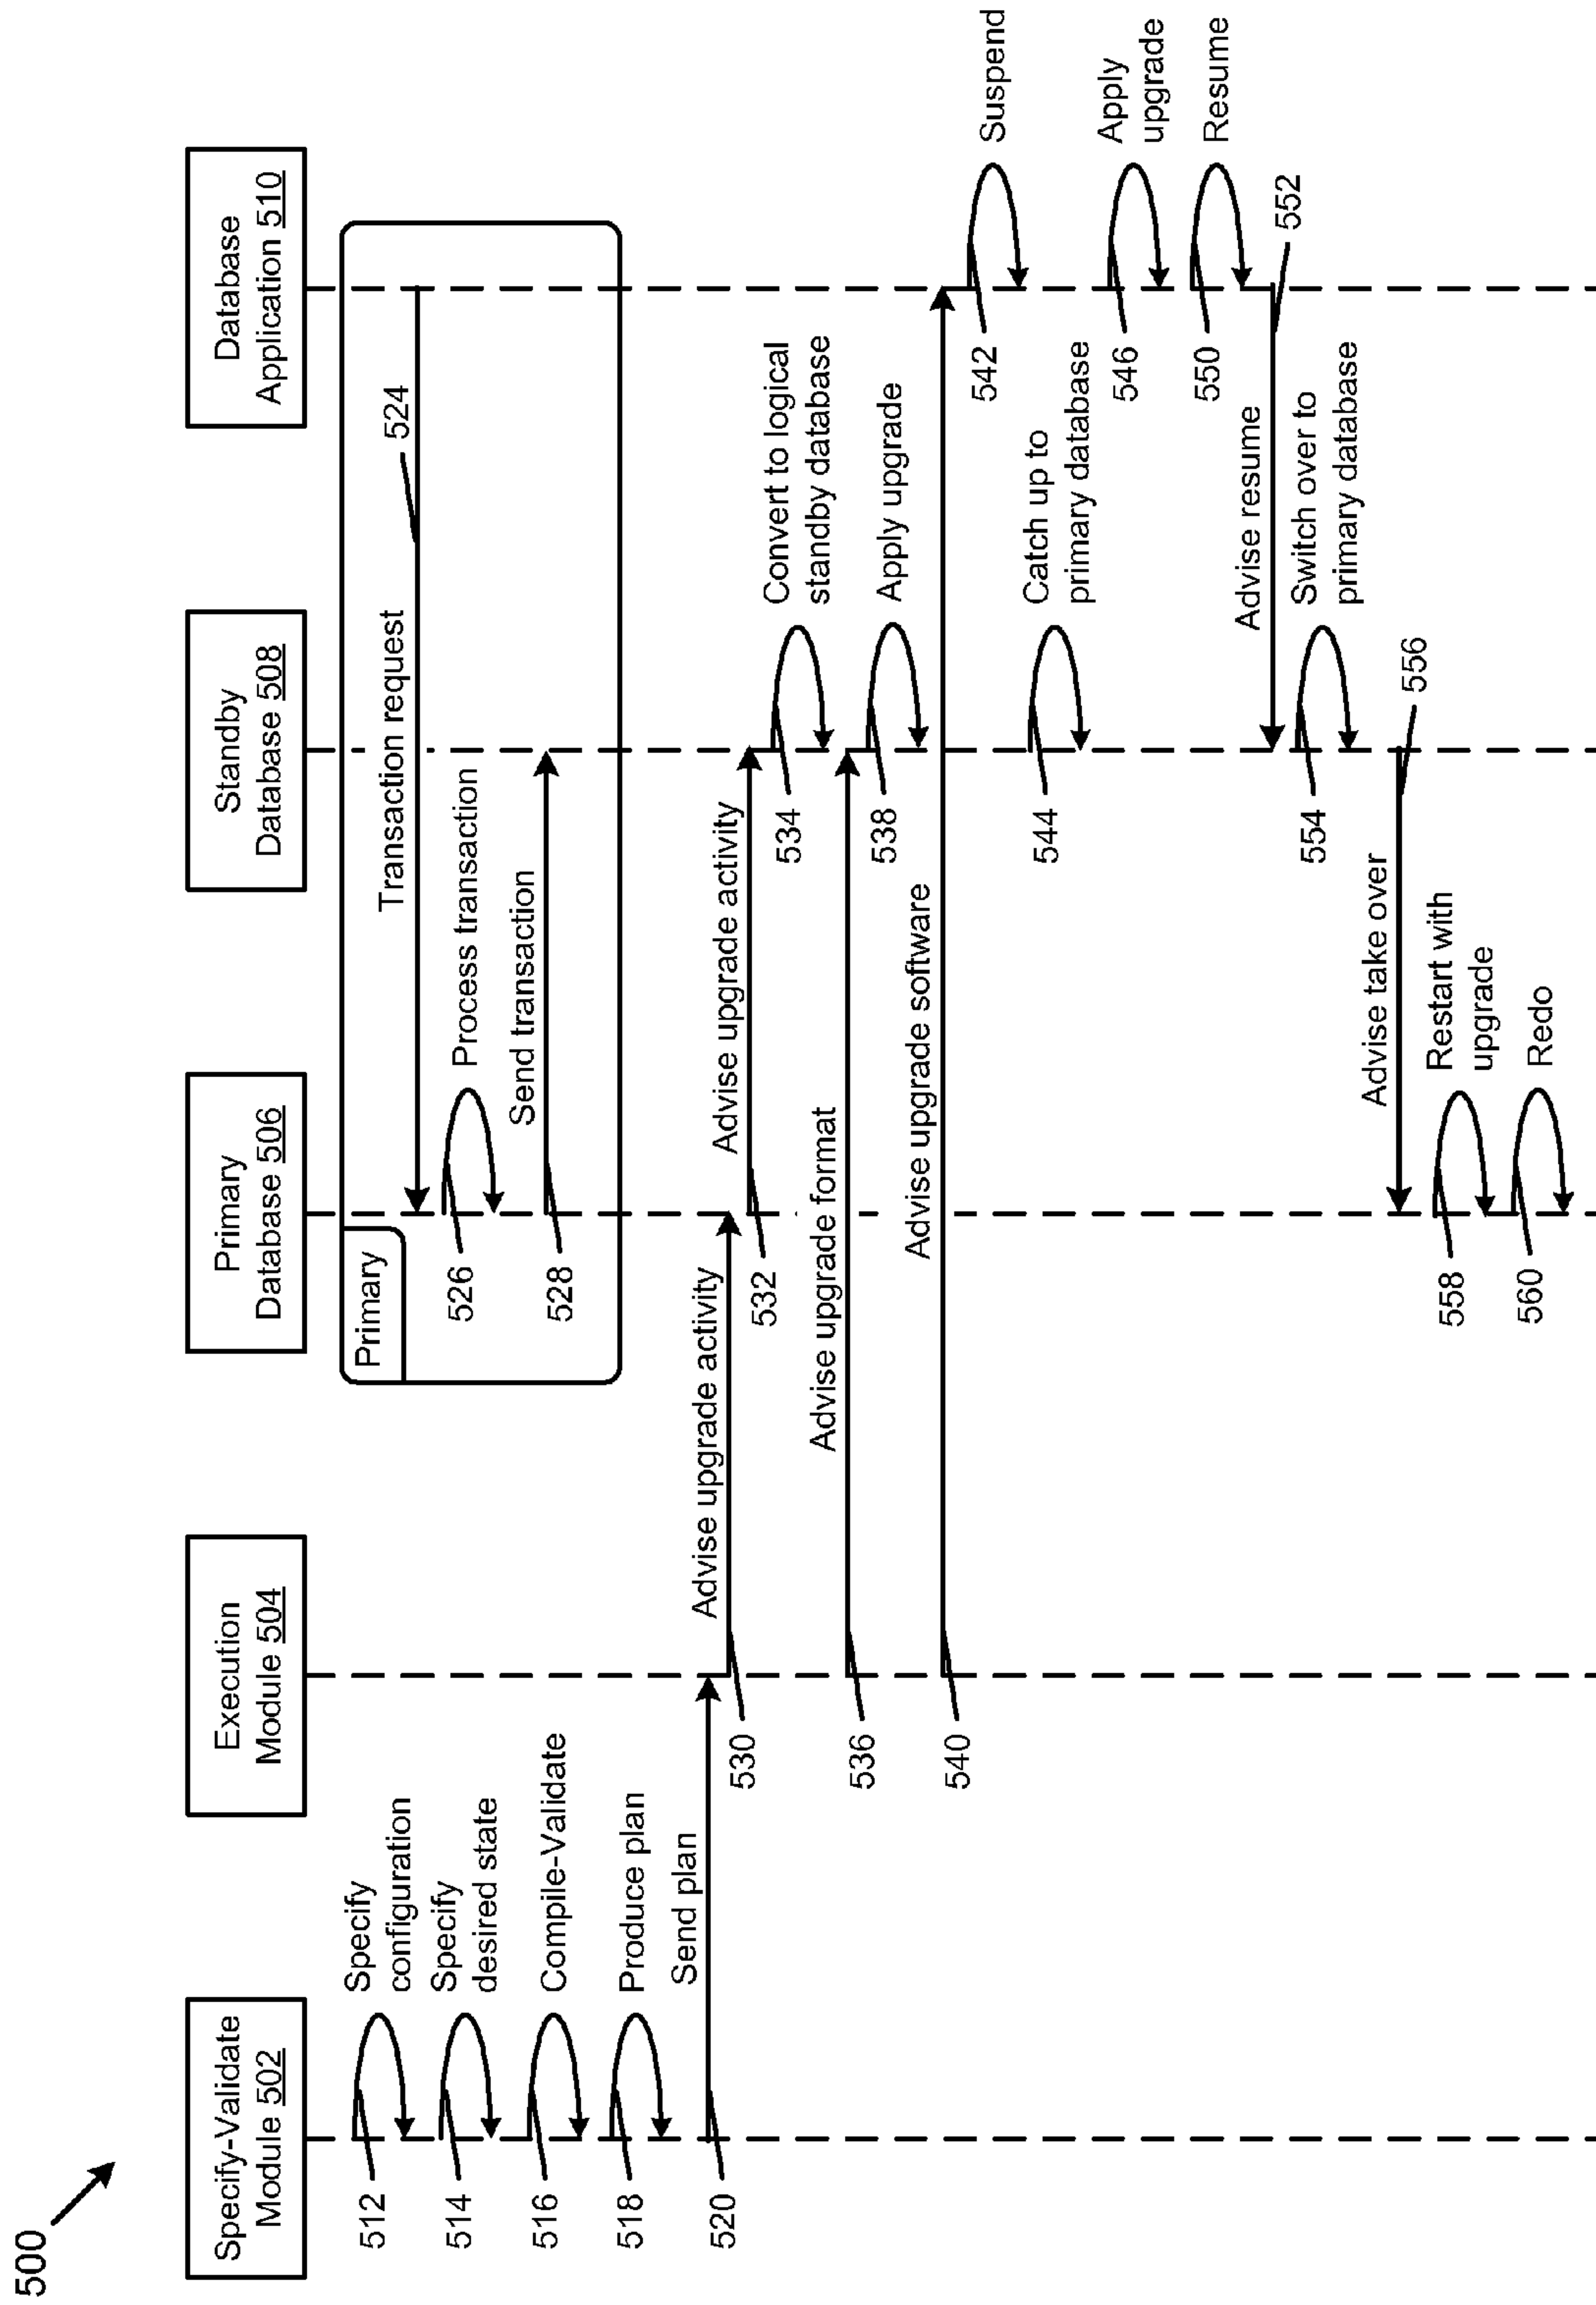 500
Specify-Validate
Module 502
Execution
Module 504
Primary
Database 506
Standby
Database 508
Database
Application 510
Primary
512
Specify
configuration
Transaction request
524
514
Specify
desired state
526
Process transaction
516
Compile-Validate
528
Send transaction
518
Produce plan
520
Send plan
530
Advise upgrade activity
532
Advise upgrade activity
534
Convert to logical
standby database
536
Advise upgrade format
538
Apply upgrade
540
Advise upgrade software
542
Suspend
544
Catch up to
primary database
546
Apply
upgrade
550
Resume
Advise resume
552
554
Switch over to
primary database
Advise take over
556
558
Restart with
upgrade
560
Redo